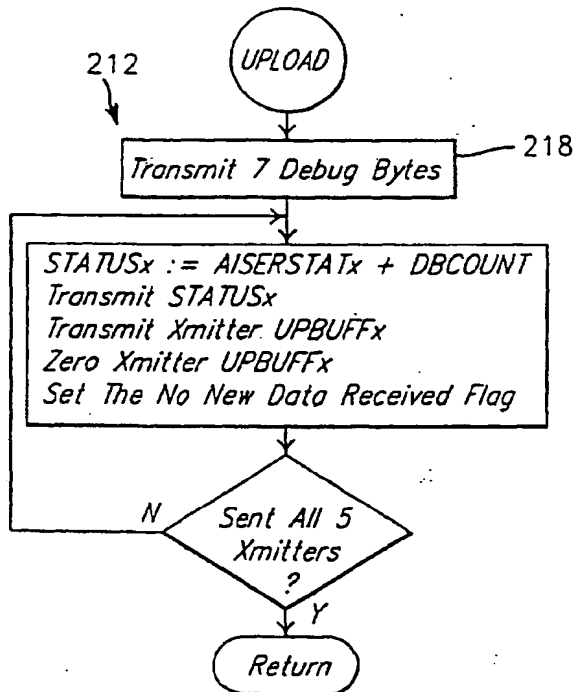 UPLOAD
212
Transmit 7 Debug Bytes
218
STATUSx := AISERSTATx + DBCOUNT
Transmit STATUSx
Transmit Xmitter UPBUFFx
Zero Xmitter UPBUFFx
Set The No New Data Received Flag
N
Sent All 5
Xmitters
?
Y
Return